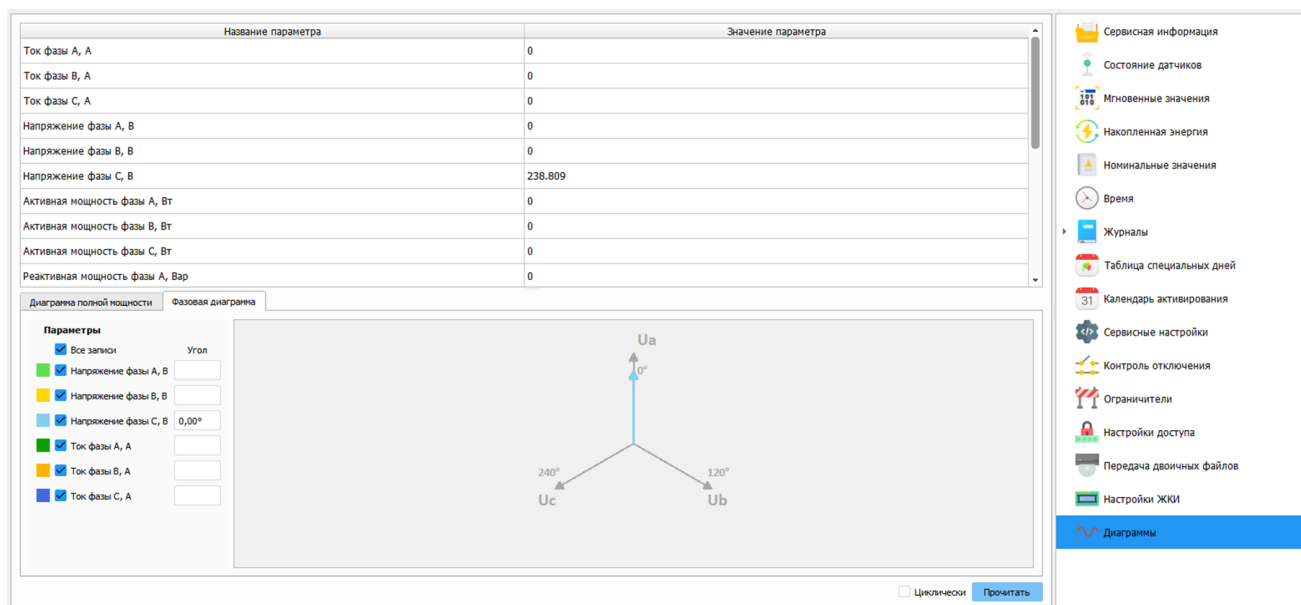 Название параметра Значение параметра
Ток фазы A, А 0
Ток фазы B, А 0
Ток фазы C, А 0
Напряжение фазы A, В 0
Напряжение фазы B, В 0
Напряжение фазы C, В 238.809
Активная мощность фазы A, Вт 0
Активная мощность фазы B, Вт 0
Активная мощность фазы C, Вт 0
Реактивная мощность фазы A, Вар 0
Диаграмма полной мощности Фазовая диаграмма
Параметры
Все записи Угол
Напряжение фазы A, В
Напряжение фазы B, В
Напряжение фазы C, В 0,00°
Ток фазы A, А
Ток фазы B, А
Ток фазы C, А
Ua
0°
240° 120°
Uc Ub
Циклически Прочитать
Сервисная информация
Состояние датчиков
101
010 Мгновенные значения
Накопленная энергия
Номинальные значения
Время
Журналы
Таблица специальных дней
31 Календарь активирования
Сервисные настройки
Контроль отключения
Ограничители
Настройки доступа
Передача двоичных файлов
Настройки ЖКИ
Диаграммы